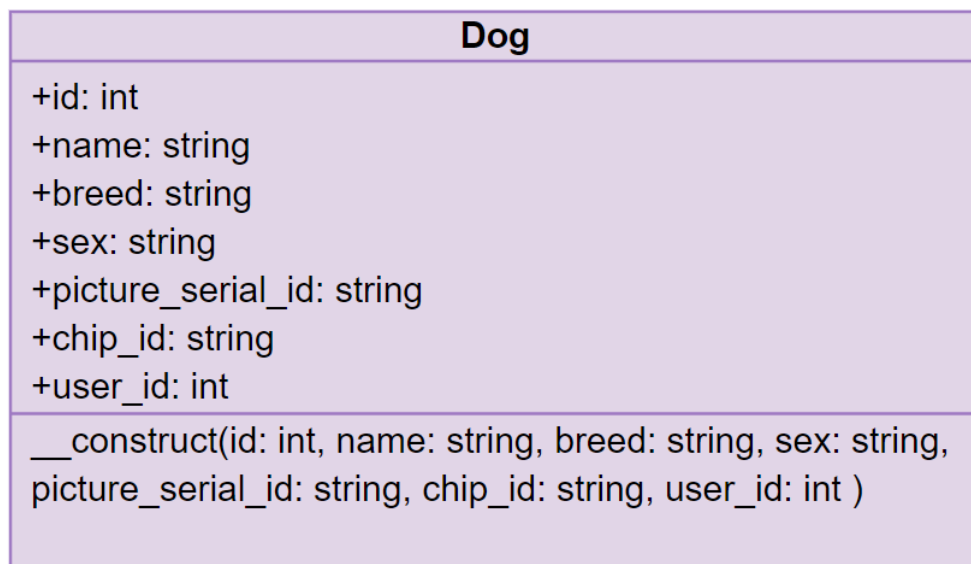 Dog
+id: int
+name: string
+breed: string
+sex: string
+picture_serial_id: string
+chip_id: string
+user_id: int
__construct(id: int, name: string, breed: string, sex: string,
picture_serial_id: string, chip_id: string, user_id: int )